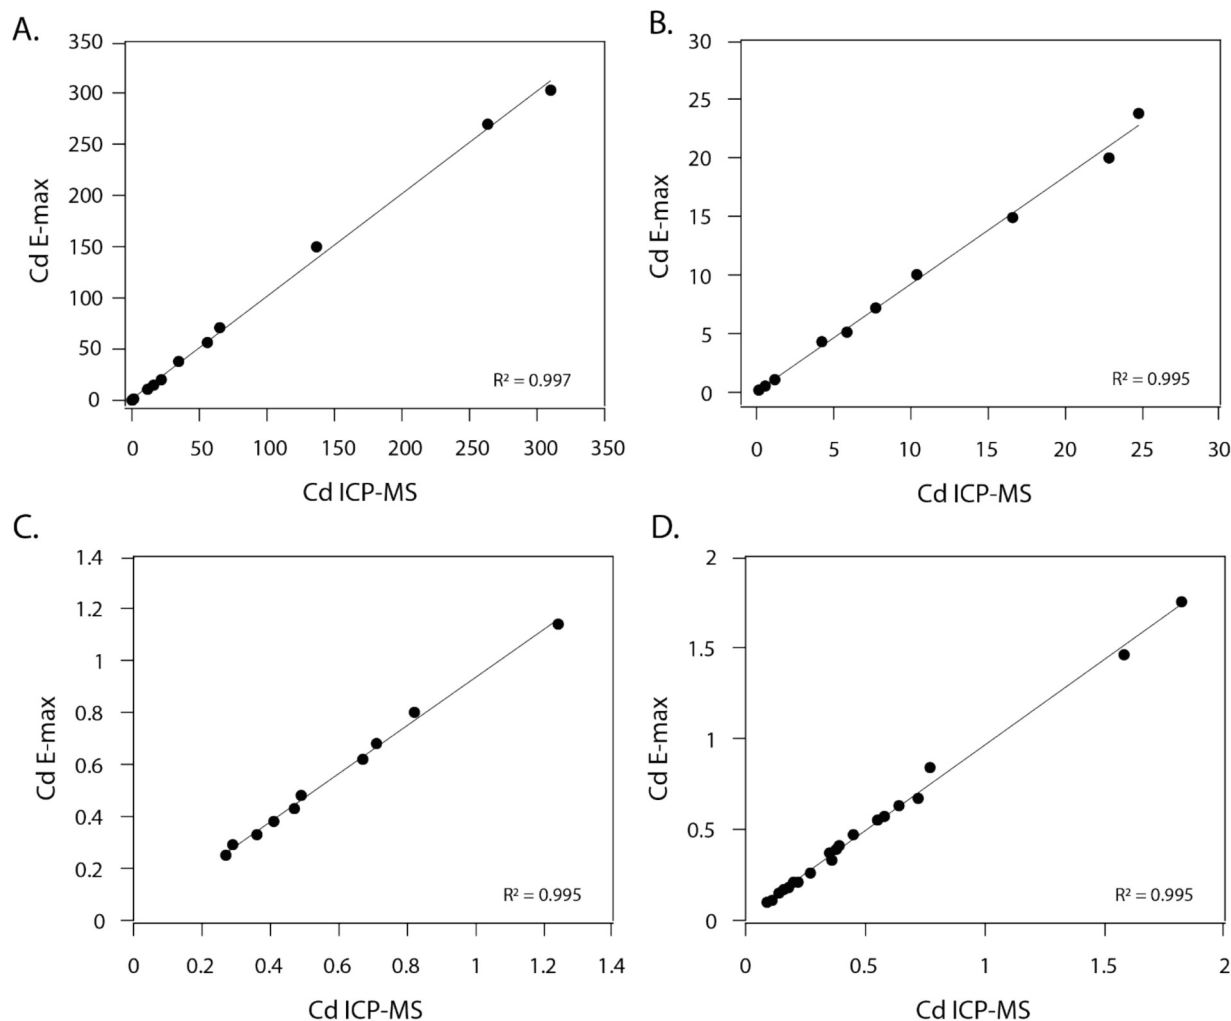 A.
350
300
250
200
150
100
50
0
Cd E-max
R² = 0.997
0 50 100 150 200 250 300 350
Cd ICP-MS
B.
30
25
20
15
10
5
0
Cd E-max
R² = 0.995
0 5 10 15 20 25 30
Cd ICP-MS
C.
1.4
1.2
1
0.8
0.6
0.4
0.2
0
Cd E-max
R² = 0.995
0 0.2 0.4 0.6 0.8 1 1.2 1.4
Cd ICP-MS
D.
2
1.5
1
0.5
0
Cd E-max
R² = 0.995
0 0.5 1 1.5 2
Cd ICP-MS